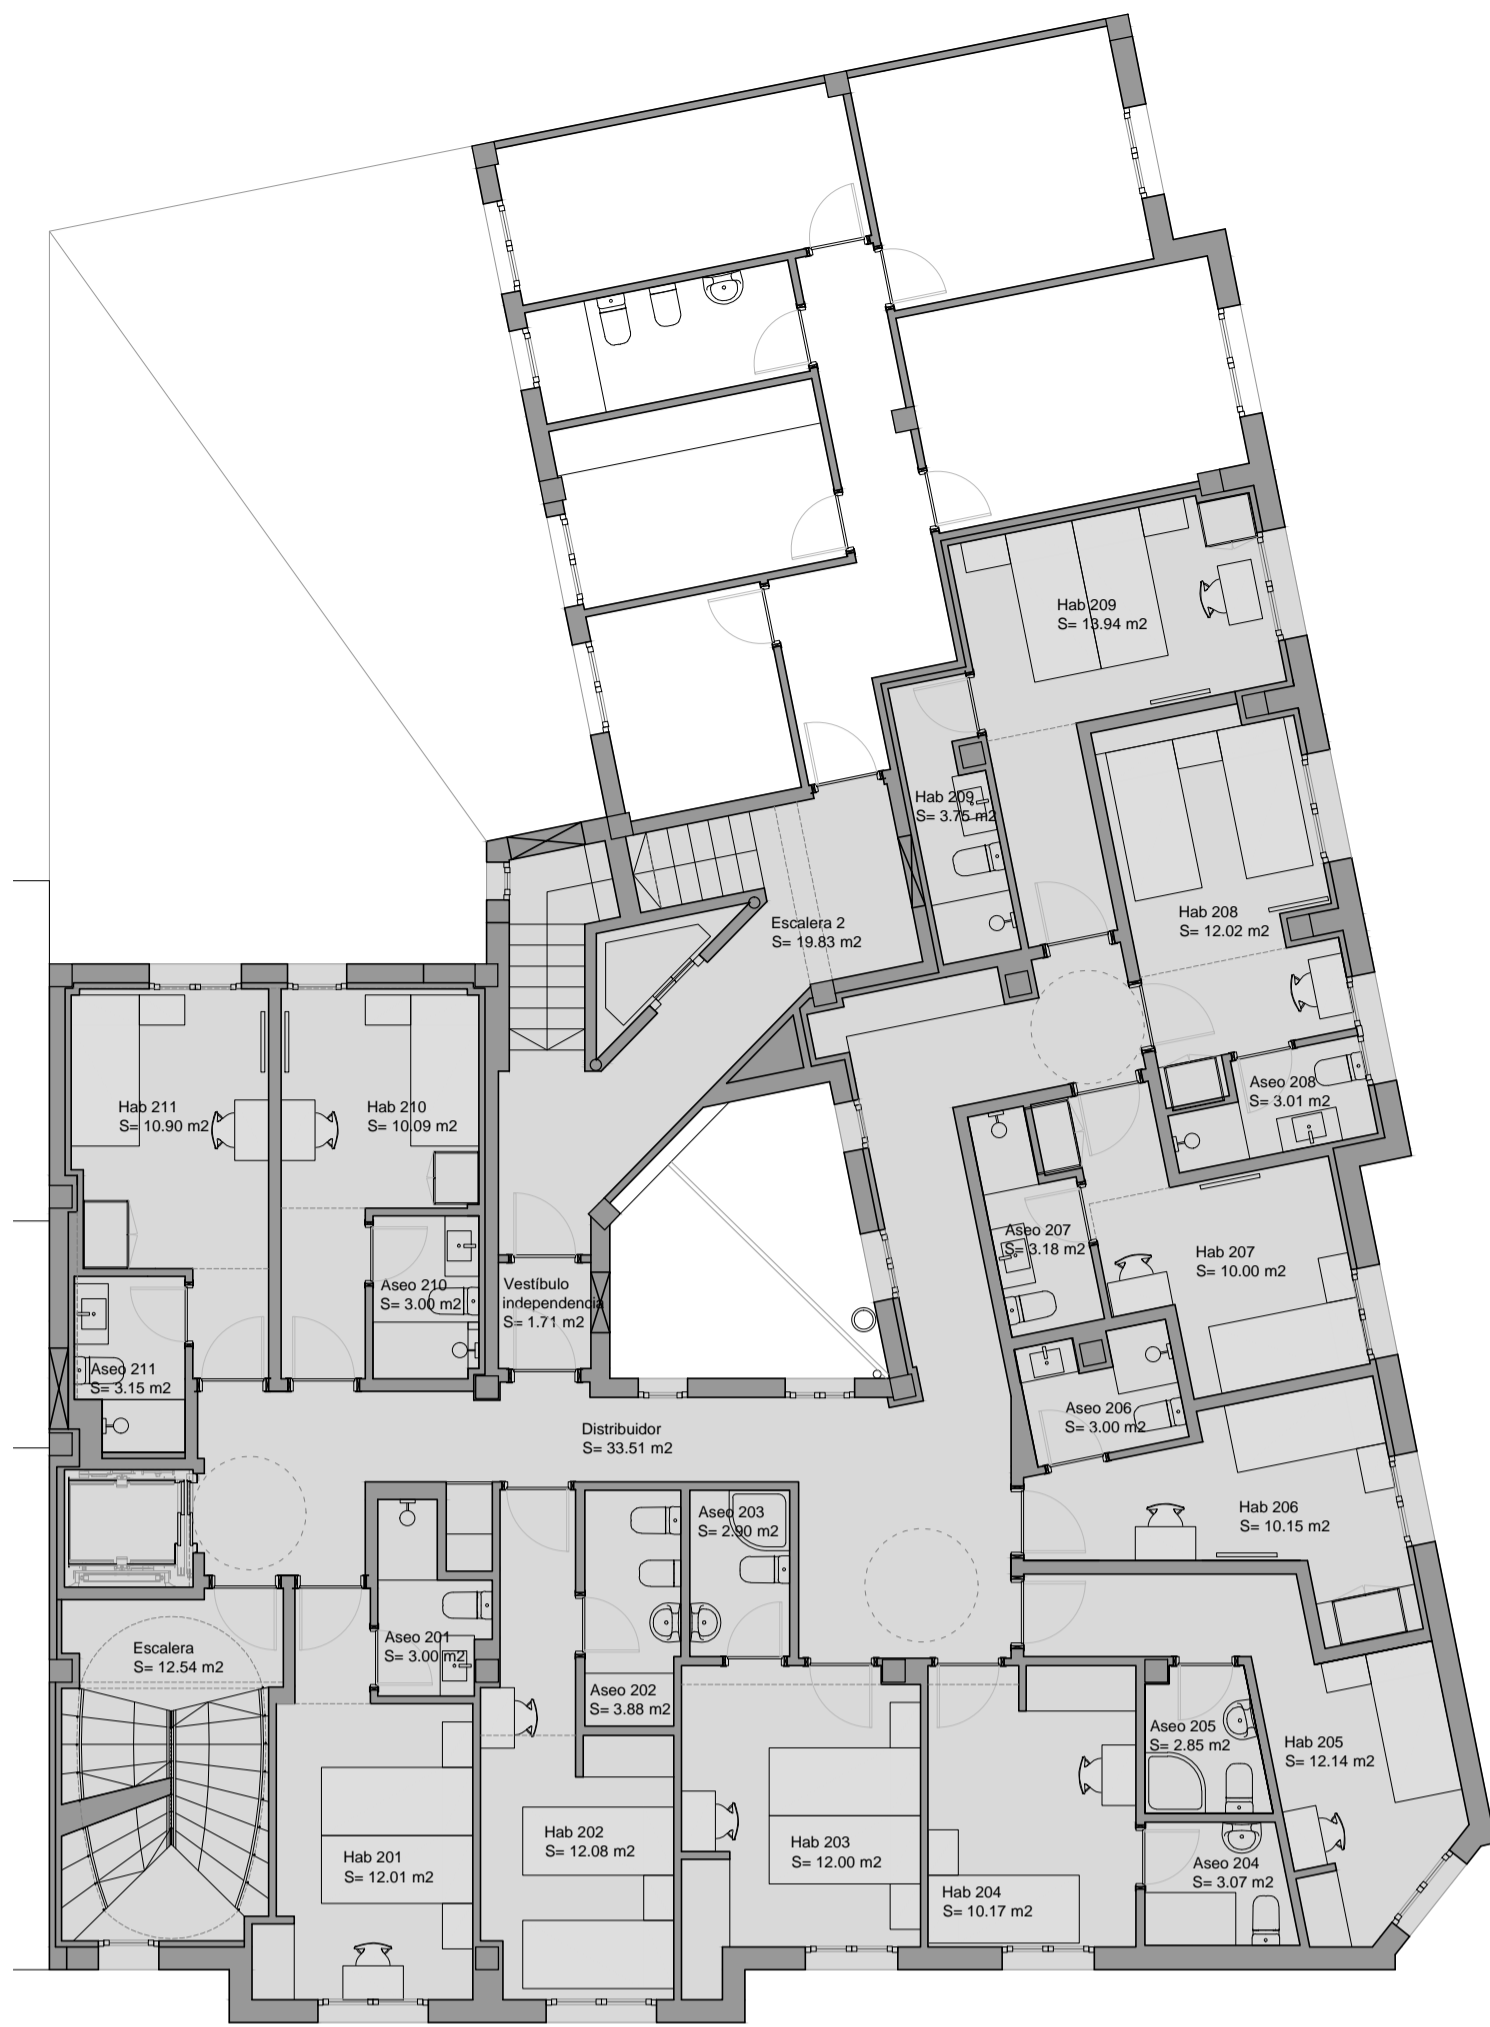 Hab 209
S= 13.94 m2
Hab 209
S= 3.75 m2
Hab 208
S= 12.02 m2
Escalera 2
S= 19.83 m2
Aseo 208
S= 3.01 m2
Hab 211
S= 10.90 m2
Hab 210
S= 10.09 m2
Aseo 207
S= 3.18 m2
Hab 207
S= 10.00 m2
Aseo 210
S= 3.00 m2
Vestíbulo
independencia
S= 1.71 m2
Aseo 211
S= 3.15 m2
Aseo 206
S= 3.00 m2
Distribuidor
S= 33.51 m2
Hab 206
S= 10.15 m2
Aseo 203
S= 2.90 m2
Aseo 201
S= 3.00 m2
Escalera
S= 12.54 m2
Aseo 202
S= 3.88 m2
Aseo 205
S= 2.85 m2
Hab 205
S= 12.14 m2
Hab 202
S= 12.08 m2
Hab 203
S= 12.00 m2
Hab 201
S= 12.01 m2
Aseo 204
S= 3.07 m2
Hab 204
S= 10.17 m2